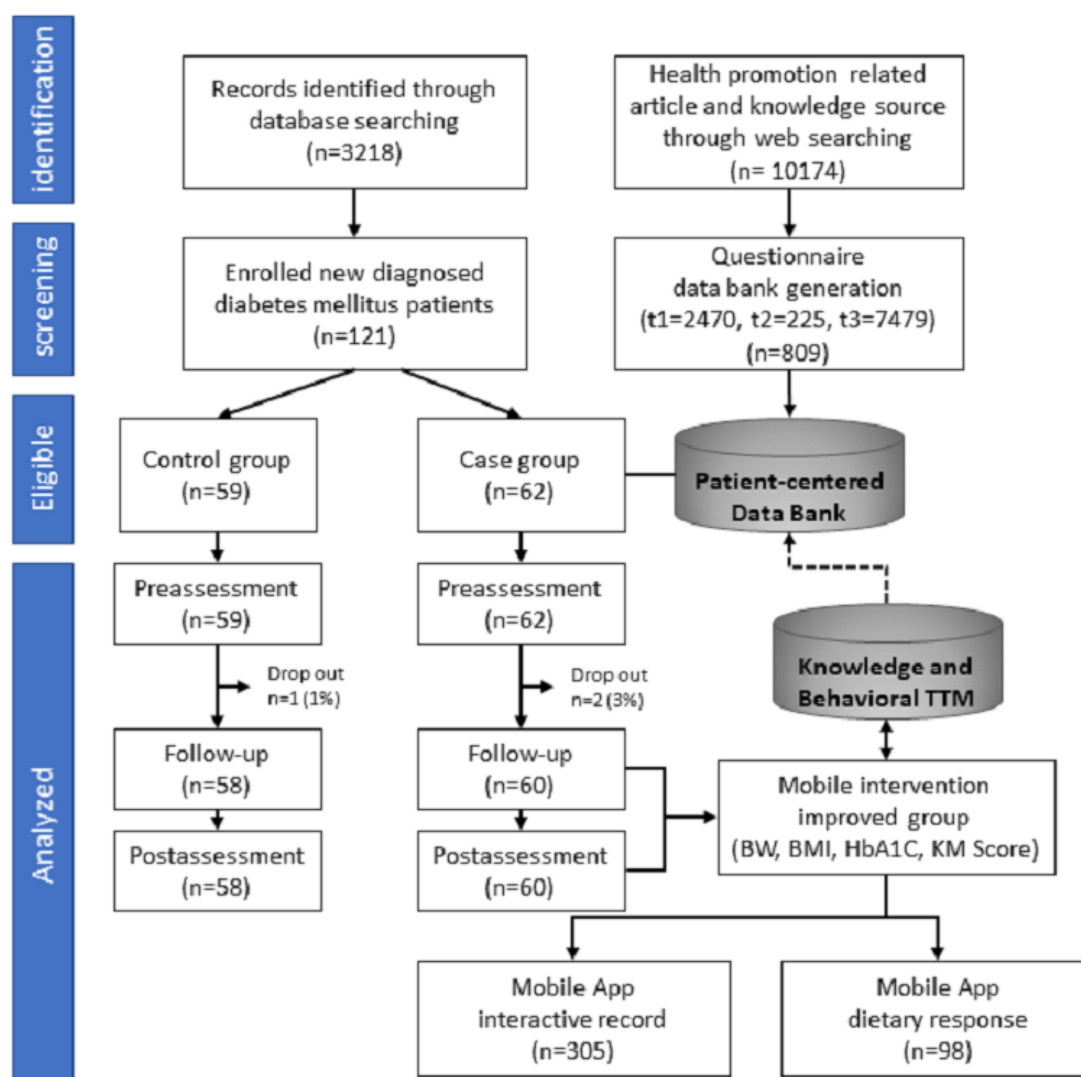 identification
Records identified through
database searching
(n=3218)
Health promotion related
article and knowledge source
through web searching
(n= 10174)
screening
Enrolled new diagnosed
diabetes mellitus patients
(n=121)
Questionnaire
data bank generation
(t1=2470, t2=225, t3=7479)
(n=809)
Eligible
Control group
(n=59)
Case group
(n=62)
Patient-centered
Data Bank
Analyzed
Preassessment
(n=59)
Preassessment
(n=62)
Knowledge and
Behavioral TTM
Drop out
n=1 (1%)
Drop out
n=2 (3%)
Follow-up
(n=58)
Follow-up
(n=60)
Mobile intervention
improved group
(BW, BMI, HbA1C, KM Score)
Postassessment
(n=58)
Postassessment
(n=60)
Mobile App
interactive record
(n=305)
Mobile App
dietary response
(n=98)